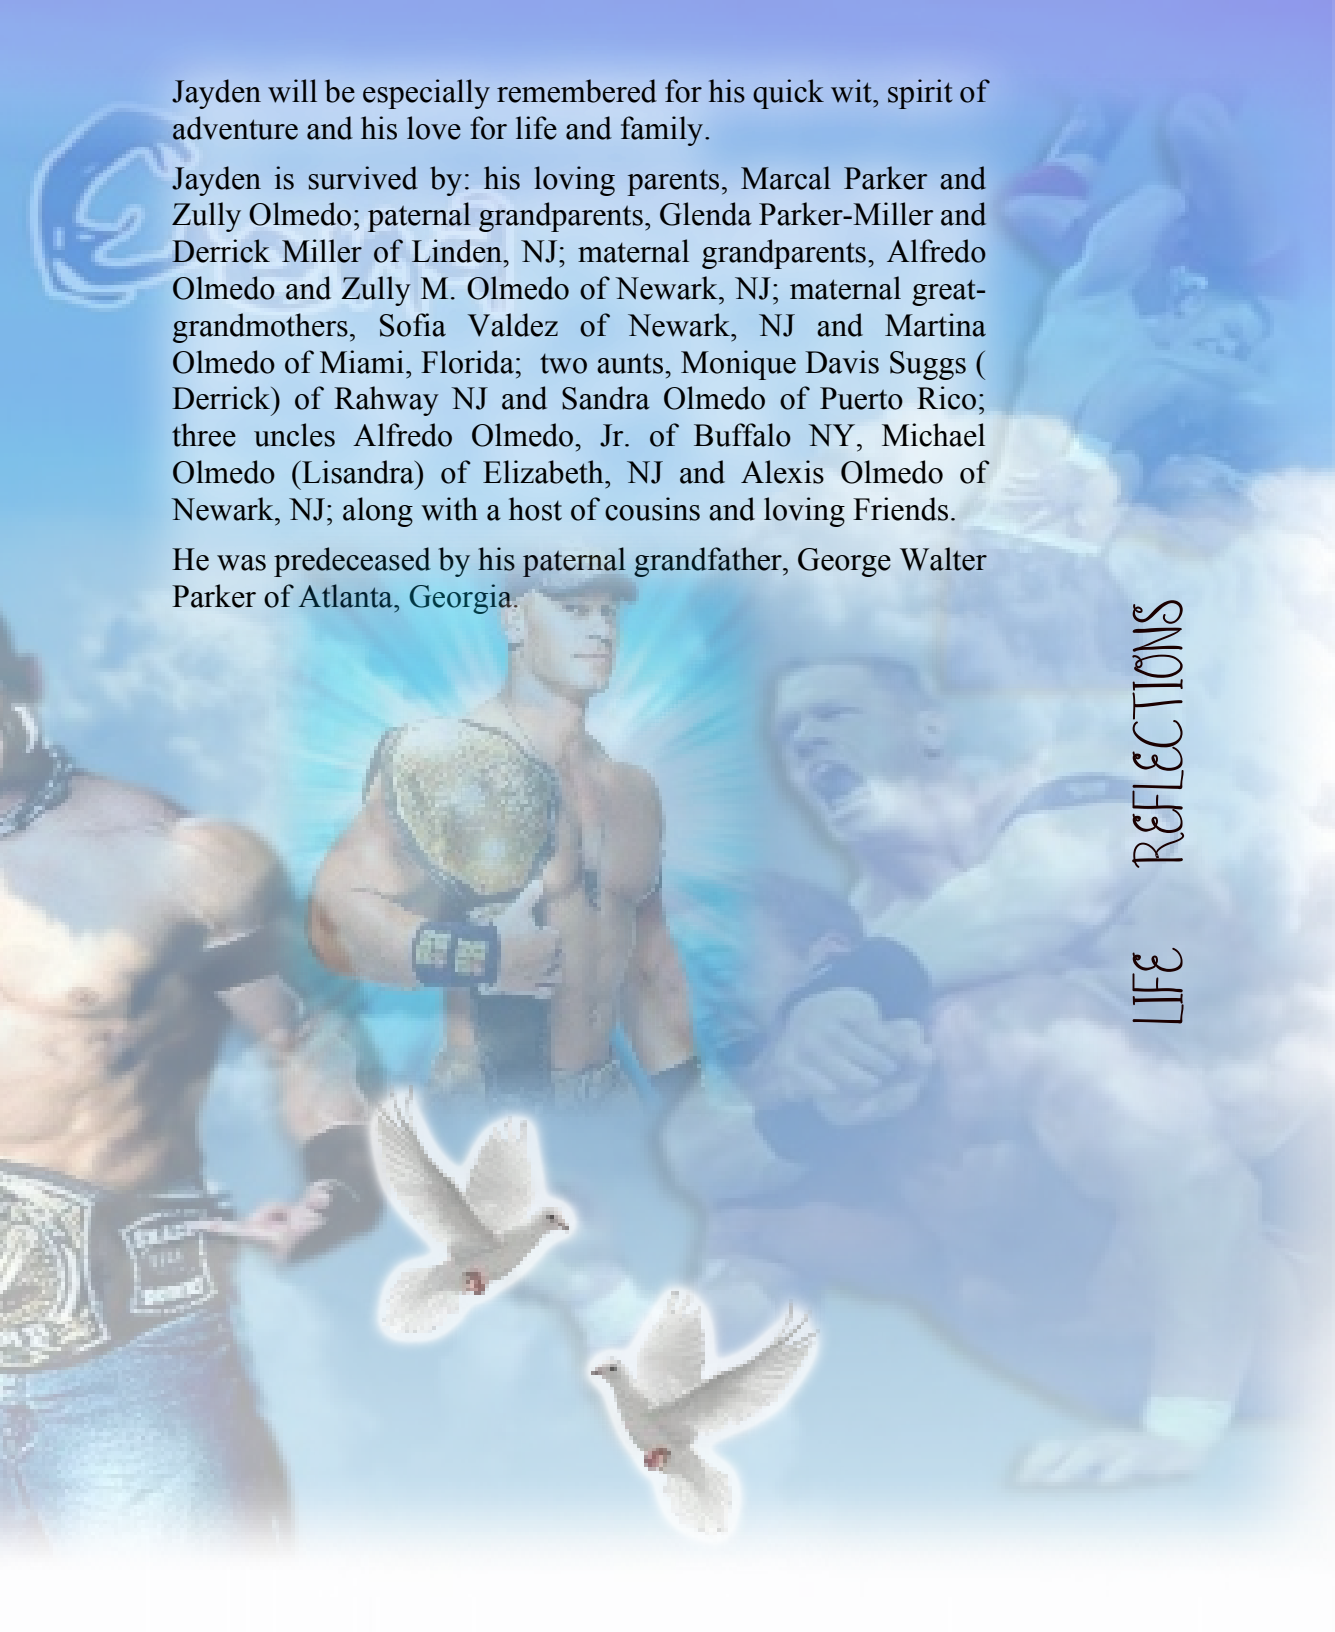 Jayden will be especially remembered for his quick wit, spirit of
adventure and his love for life and family.
Jayden is survived by: his loving parents, Marcal Parker and
Zully Olmedo; paternal grandparents, Glenda Parker-Miller and
Derrick Miller of Linden, NJ; maternal grandparents, Alfredo
Olmedo and Zully M. Olmedo of Newark, NJ; maternal great-
grandmothers, Sofia Valdez of Newark, NJ and Martina
Olmedo of Miami, Florida; two aunts, Monique Davis Suggs (
Derrick) of Rahway NJ and Sandra Olmedo of Puerto Rico;
three uncles Alfredo Olmedo, Jr. of Buffalo NY, Michael
Olmedo (Lisandra) of Elizabeth, NJ and Alexis Olmedo of
Newark, NJ; along with a host of cousins and loving Friends.
He was predeceased by his paternal grandfather, George Walter
Parker of Atlanta, Georgia.
LIFE REFLECTIONS